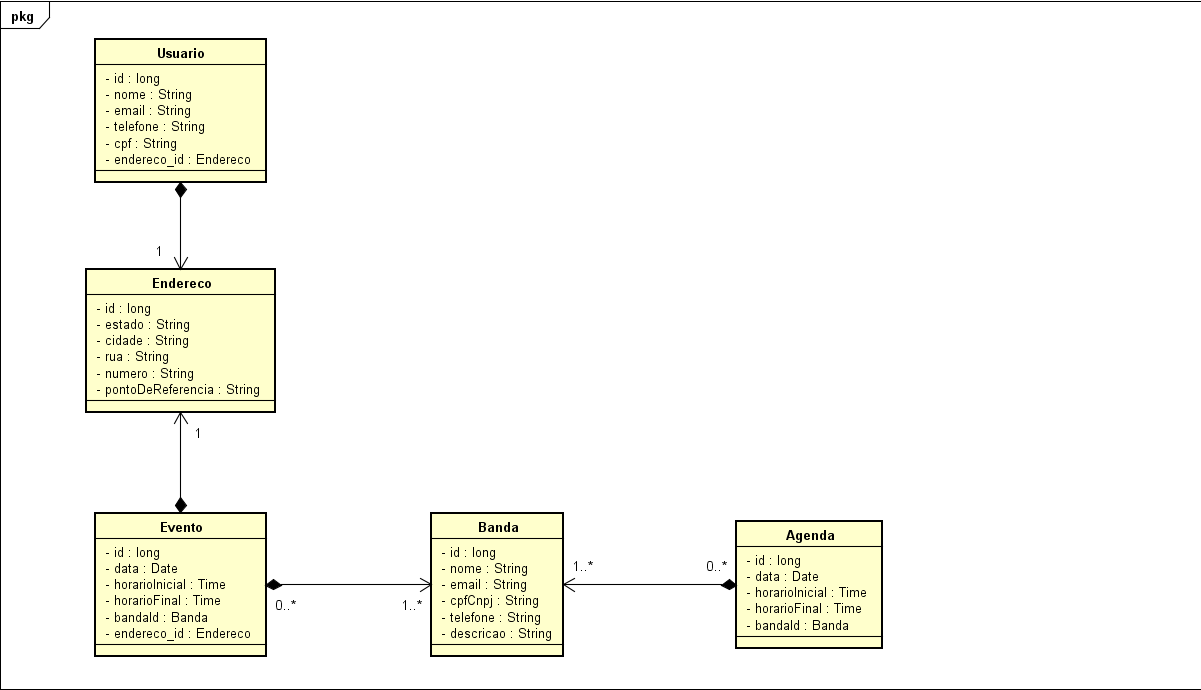 pkg
Usuario
- id : long
- nome : String
- email : String
- telefone : String
- cpf : String
- endereco_id : Endereco
1
Endereco
- id : long
- estado : String
- cidade : String
- rua : String
- numero : String
- pontoDeReferencia : String
1
Evento
- id : long
- data : Date
- horarioInicial : Time
- horarioFinal : Time
- bandaId : Banda
- endereco_id : Endereco
0..*
1..*
Banda
- id : long
- nome : String
- email : String
- cpfCnpj : String
- telefone : String
- descricao : String
1..*
0..*
Agenda
- id : long
- data : Date
- horarioInicial : Time
- horarioFinal : Time
- bandaId : Banda